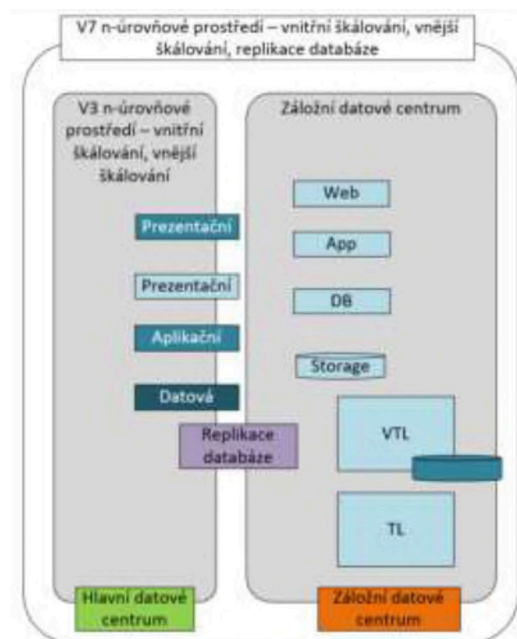 V7 n-úrovňové prostředí – vnitřní škálování, vnější
škálování, replikace databáze
V3 n-úrovňové
prostředí – vnitřní
škálování, vnější
škálování
Záložní datové centrum
Web
Prezentační
App
Prezentační
DB
Aplikační
Storage
Datová
Replikace
databáze
VTL
TL
Hlavní datové
centrum
Záložní datové
centrum